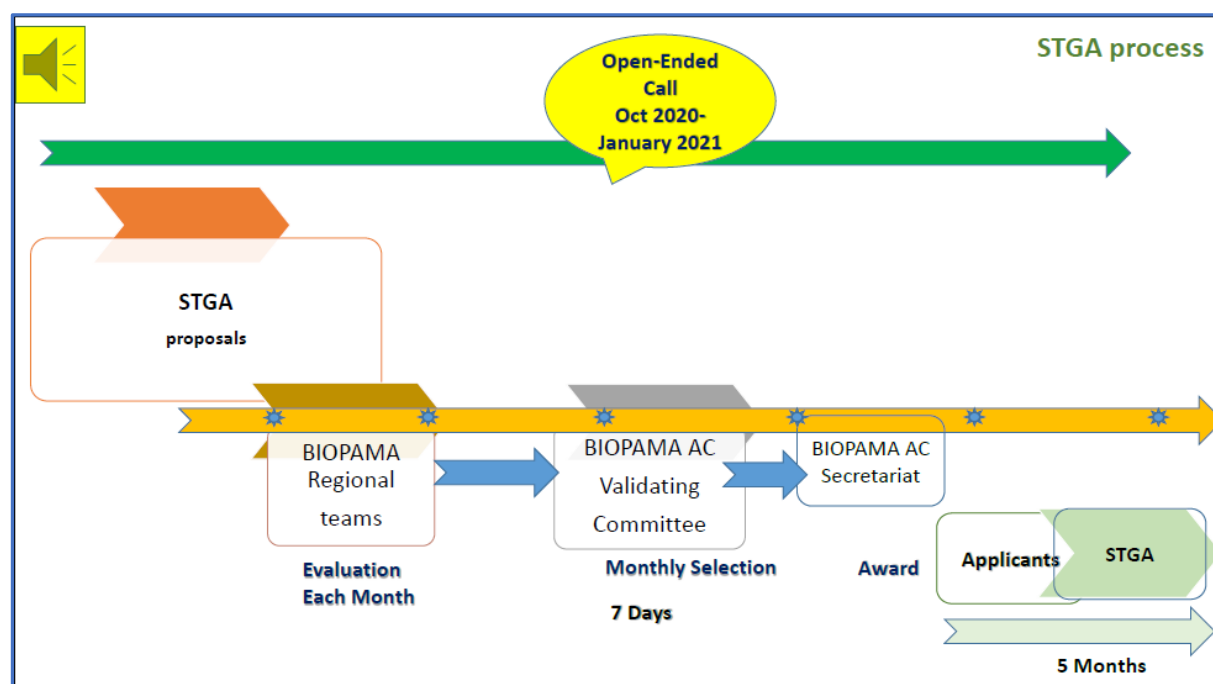 STGA process
Open-Ended
Call
Oct 2020-
January 2021
STGA
proposals
BIOPAMA
Regional
teams
BIOPAMA AC
Validating
Committee
BIOPAMA AC
Secretariat
Evaluation
Each Month
Monthly Selection
7 Days
Award
Applicants
STGA
5 Months